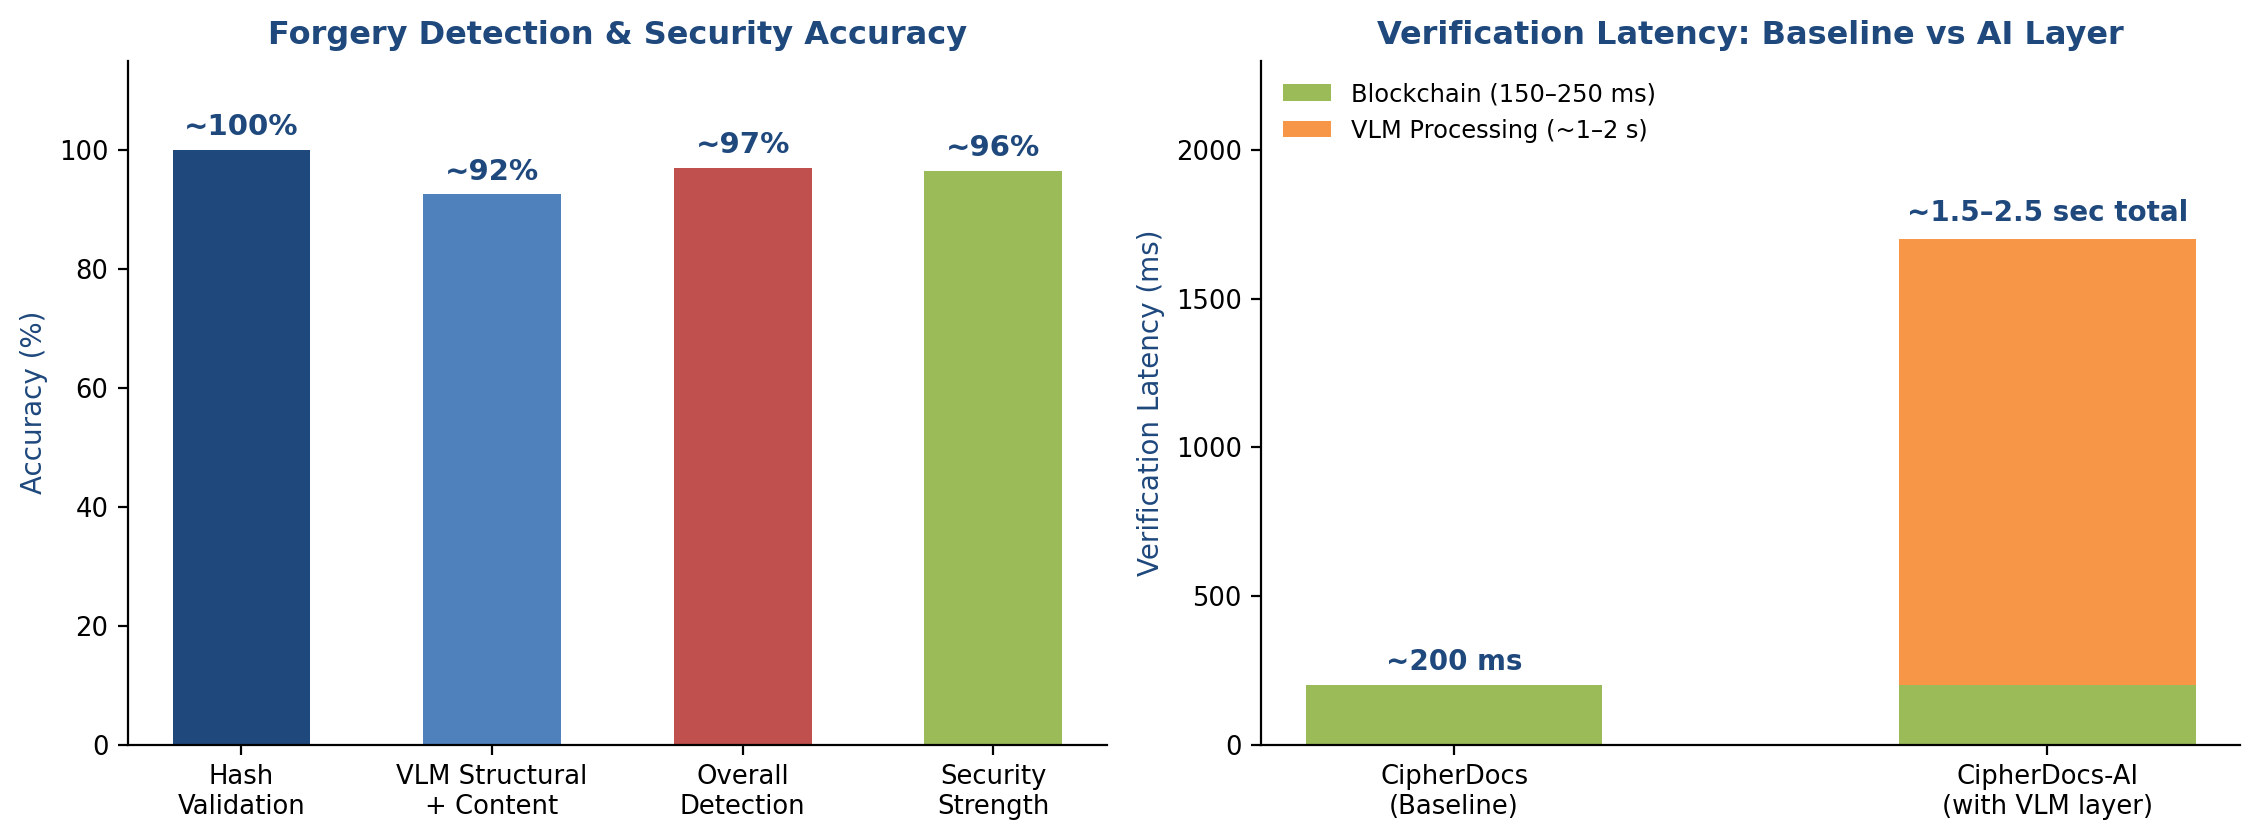 Forgery Detection & Security Accuracy
Accuracy (%)
100
80
60
40
20
0
~100%
~92%
~97%
~96%
Hash
Validation
VLM Structural
+ Content
Overall
Detection
Security
Strength
Verification Latency: Baseline vs AI Layer
Blockchain (150–250 ms)
VLM Processing (~1–2 s)
Verification Latency (ms)
2000
1500
1000
500
0
~200 ms
~1.5–2.5 sec total
CipherDocs
(Baseline)
CipherDocs-AI
(with VLM layer)